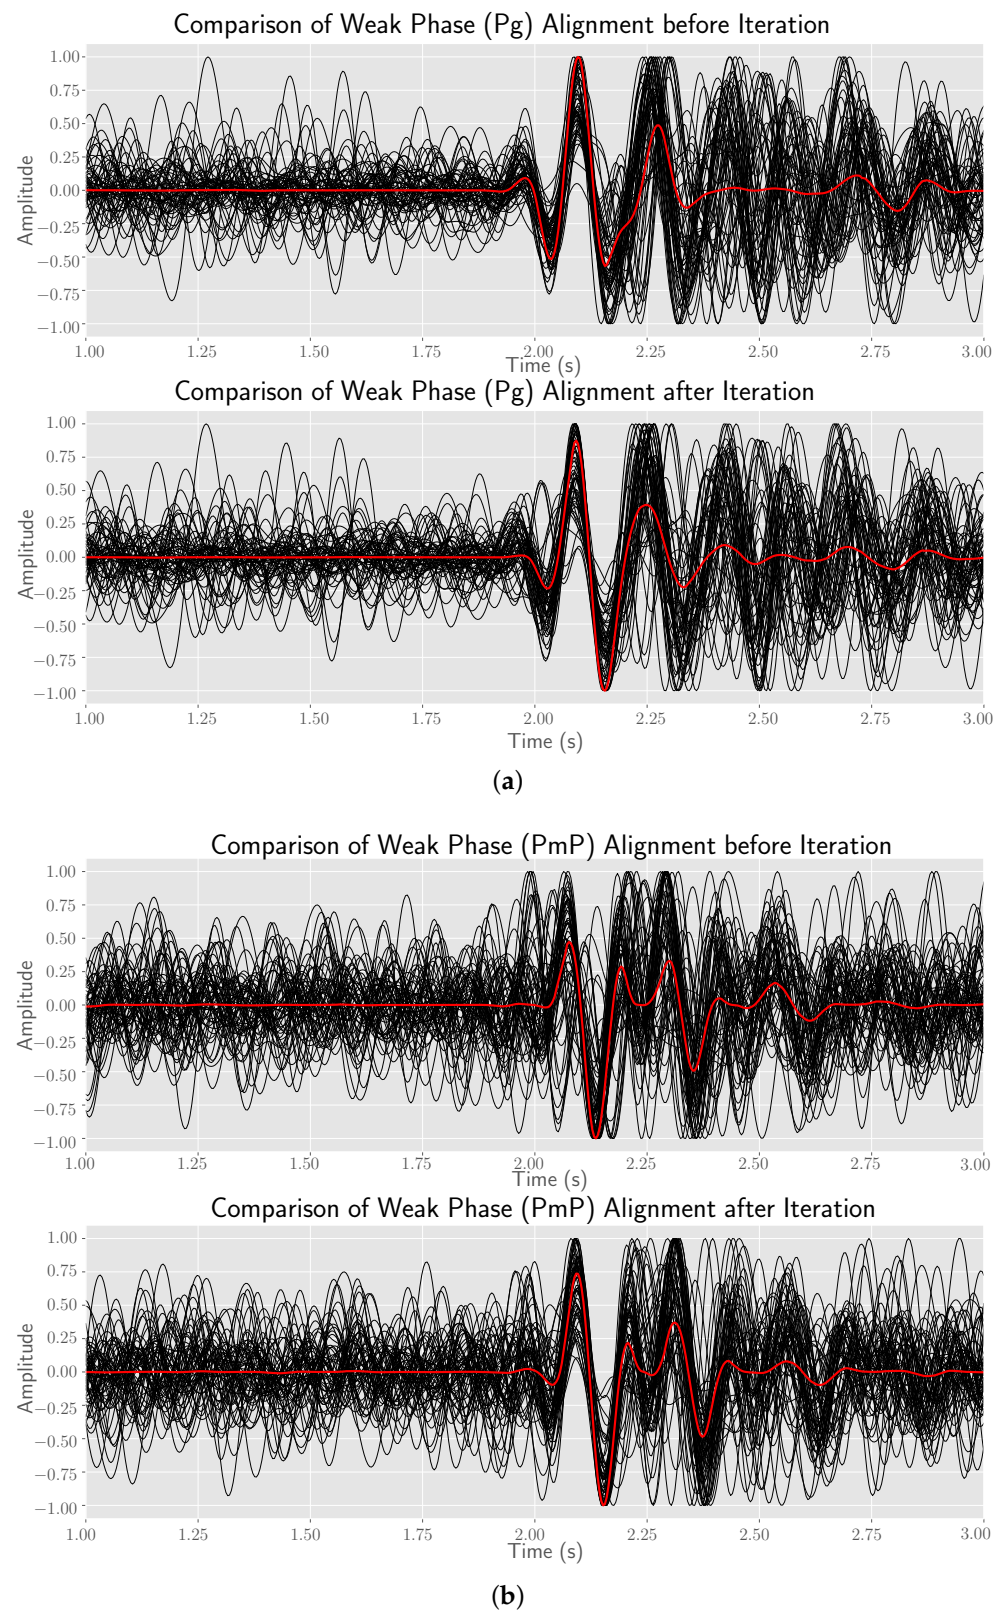 Comparison of Weak Phase (Pg) Alignment before Iteration
1.00
0.75
0.50
0.25
0.00
−0.25
−0.50
−0.75
−1.00
Amplitude
1.00 1.25 1.50 1.75 2.00 2.25 2.50 2.75 3.00
Time (s)
Comparison of Weak Phase (Pg) Alignment after Iteration
1.00
0.75
0.50
0.25
0.00
−0.25
−0.50
−0.75
−1.00
Amplitude
1.00 1.25 1.50 1.75 2.00 2.25 2.50 2.75 3.00
Time (s)
(a)
Comparison of Weak Phase (PmP) Alignment before Iteration
1.00
0.75
0.50
0.25
0.00
−0.25
−0.50
−0.75
−1.00
Amplitude
1.00 1.25 1.50 1.75 2.00 2.25 2.50 2.75 3.00
Time (s)
Comparison of Weak Phase (PmP) Alignment after Iteration
1.00
0.75
0.50
0.25
0.00
−0.25
−0.50
−0.75
−1.00
Amplitude
1.00 1.25 1.50 1.75 2.00 2.25 2.50 2.75 3.00
Time (s)
(b)